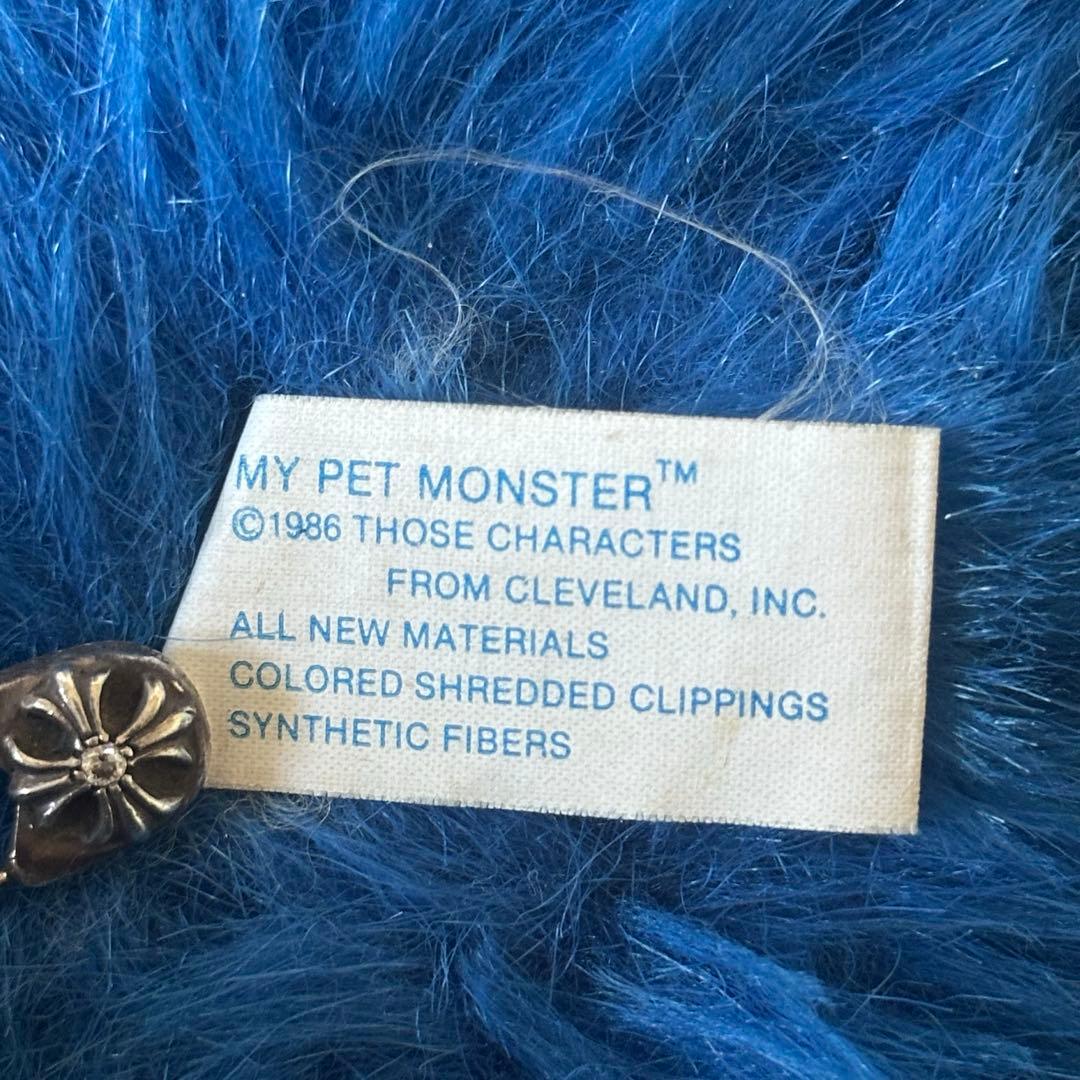 MY PET MONSTER™
©1986 THOSE CHARACTERS
FROM CLEVELAND, INC.
ALL NEW MATERIALS
COLORED SHREDDED CLIPPINGS
SYNTHETIC FIBERS